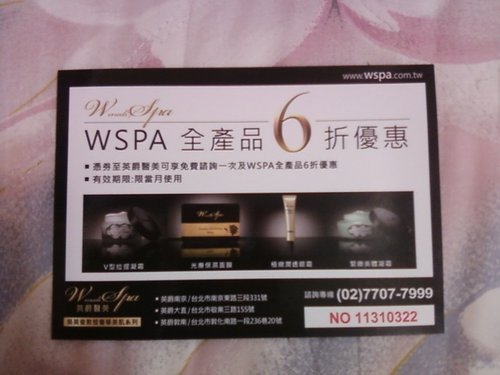 www.wspa.com.tw
Wendi Spa
WSPA 全產品6折優惠
▪ 憑券至英爵醫美可享免費諮詢一次及WSPA全產品6折優惠
▪ 有效期限:限當月使用
V型拉提凝霜
光療保濕面膜
極緻潤透眼霜
緊緻美體凝霜
Wendi Spa
英爵醫美
▪ 英爵南京/台北市南京東路三段331號
▪ 英爵大直/台北市敬業三路155號
▪ 英爵敦南/台北市敦化南路一段236巷20號
諮詢專線 (02)7707-7999
NO 11310322